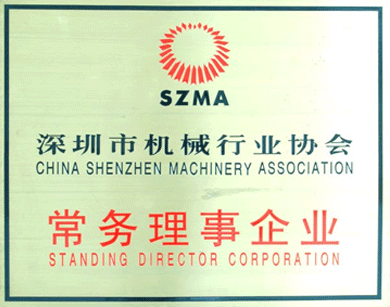 SZMA
深圳市机械行业协会
CHINA SHENZHEN MACHINERY ASSOCIATION
常务理事企业
STANDING DIRECTOR CORPORATION